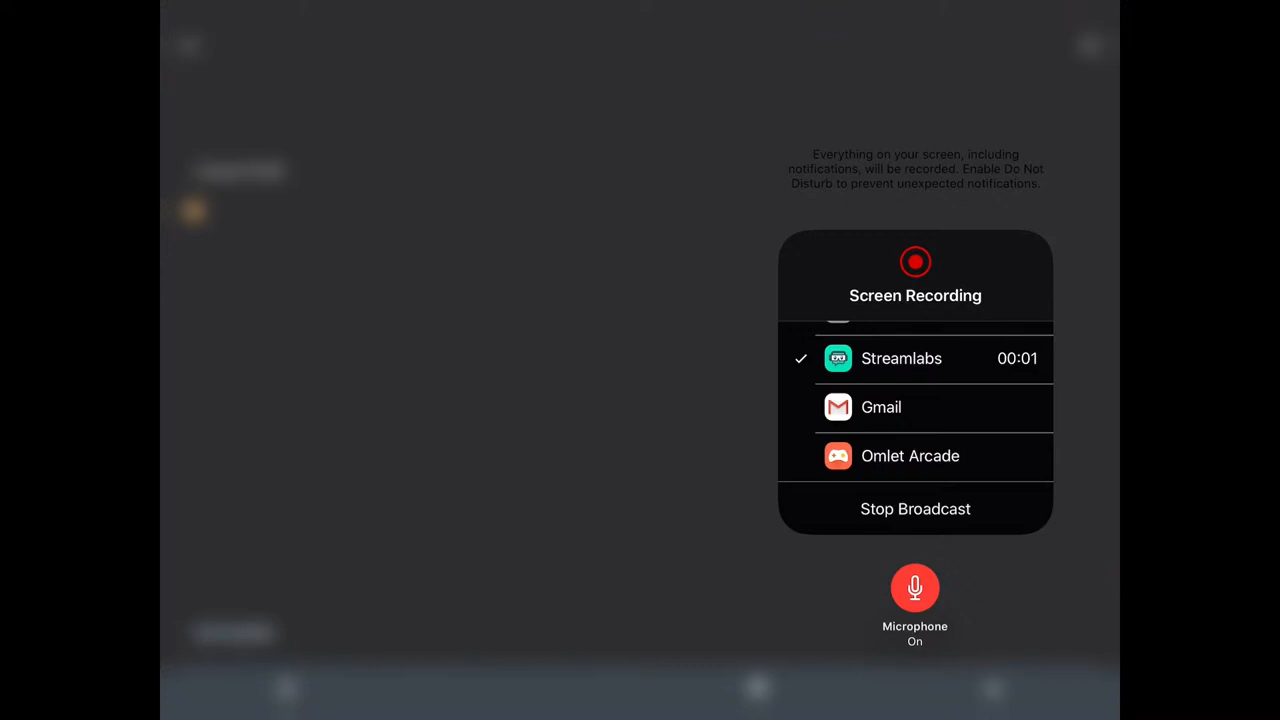 Everything on your screen, including
notifications, will be recorded. Enable Do Not
Disturb to prevent unexpected notifications.
Screen Recording
Streamlabs 00:01
Gmail
Omlet Arcade
Stop Broadcast
Microphone
On